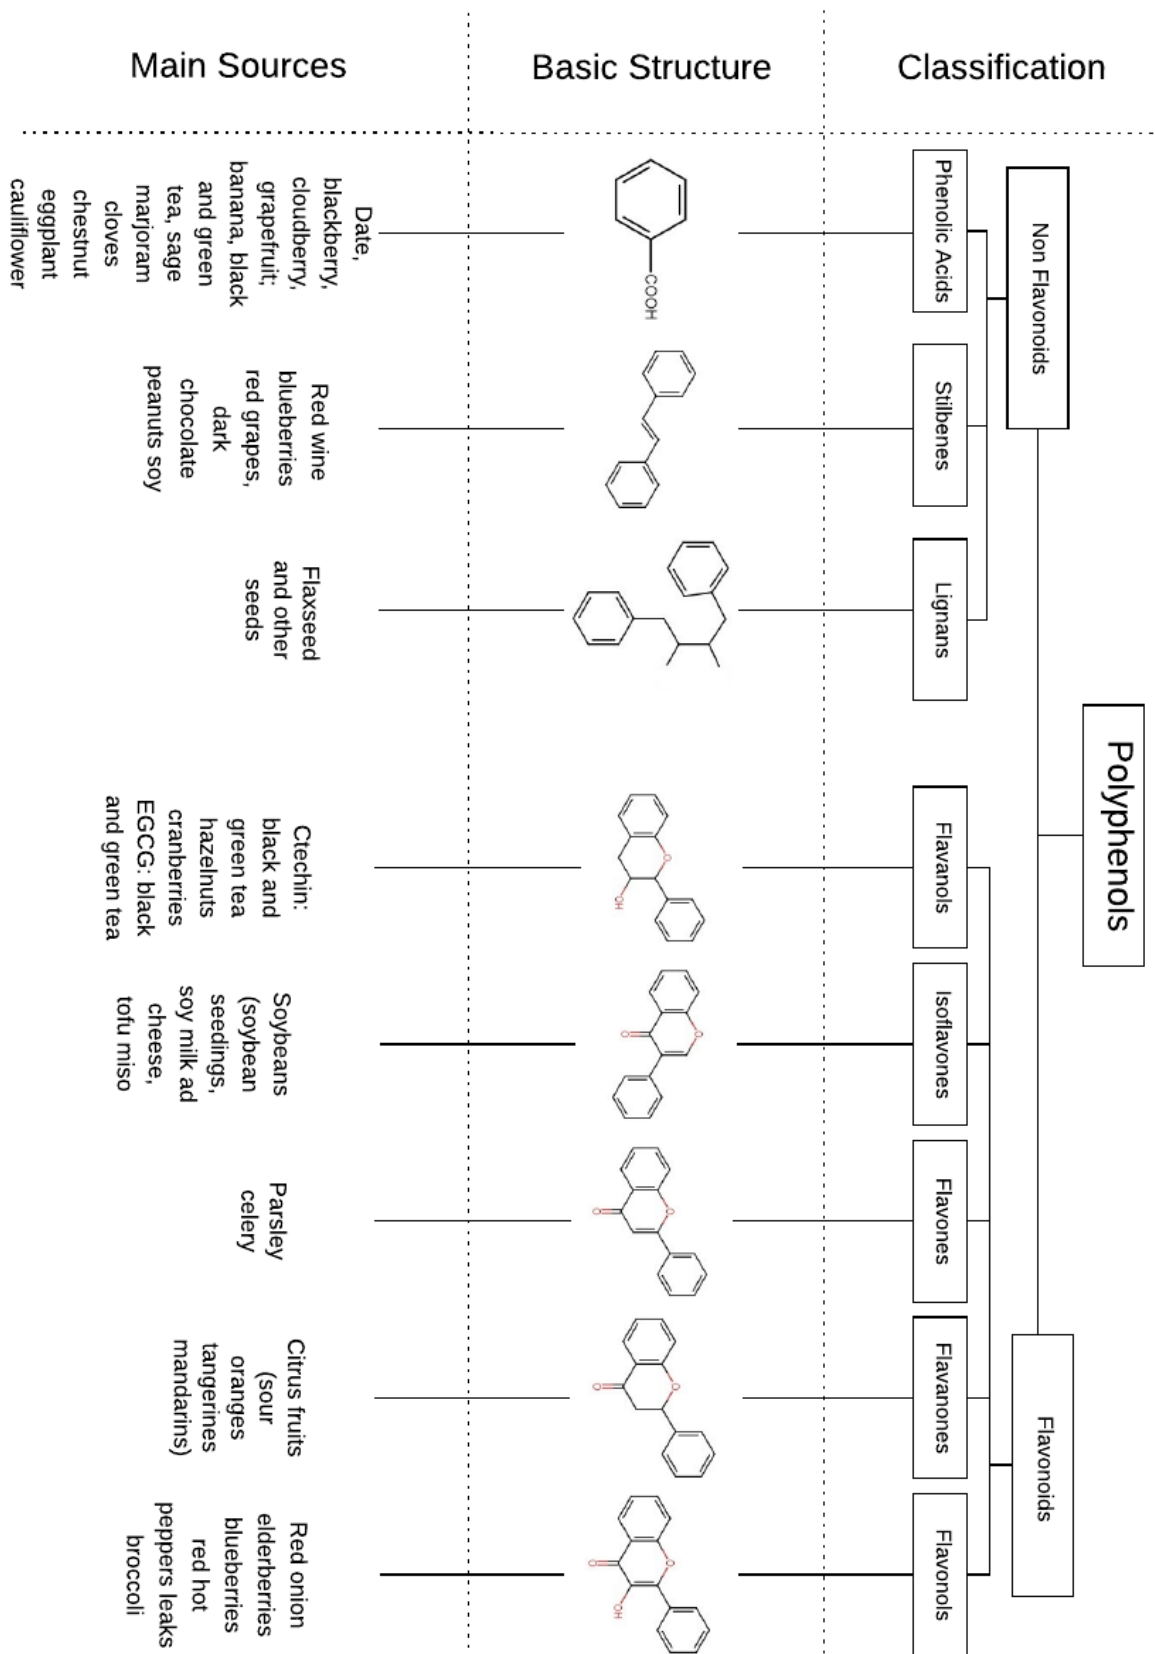 Main Sources
Basic Structure
Classification
Polyphenols
Non Flavonoids
Flavonoids
Phenolic Acids
Stilbenes
Lignans
Flavanols
Isoflavones
Flavones
Flavanones
Flavonols
COOH
O
OH
O
O
O
O
O
O
O
O
OH
Date,
blackberry,
cloudberry,
grapefruit;
banana, black
and green
tea, sage
marjoram
cloves
chestnut
eggplant
cauliflower
Red wine
blueberries
red grapes,
dark
chocolate
peanuts soy
Flaxseed
and other
seeds
Ctechin:
black and
green tea
hazelnuts
cranberries
EGCG: black
and green tea
Soybeans
(soybean
seedings,
soy milk ad
cheese,
tofu miso
Parsley
celery
Citrus fruits
(sour
oranges
tangerines
mandarins)
Red onion
elderberries
blueberries
red hot
peppers leaks
broccoli